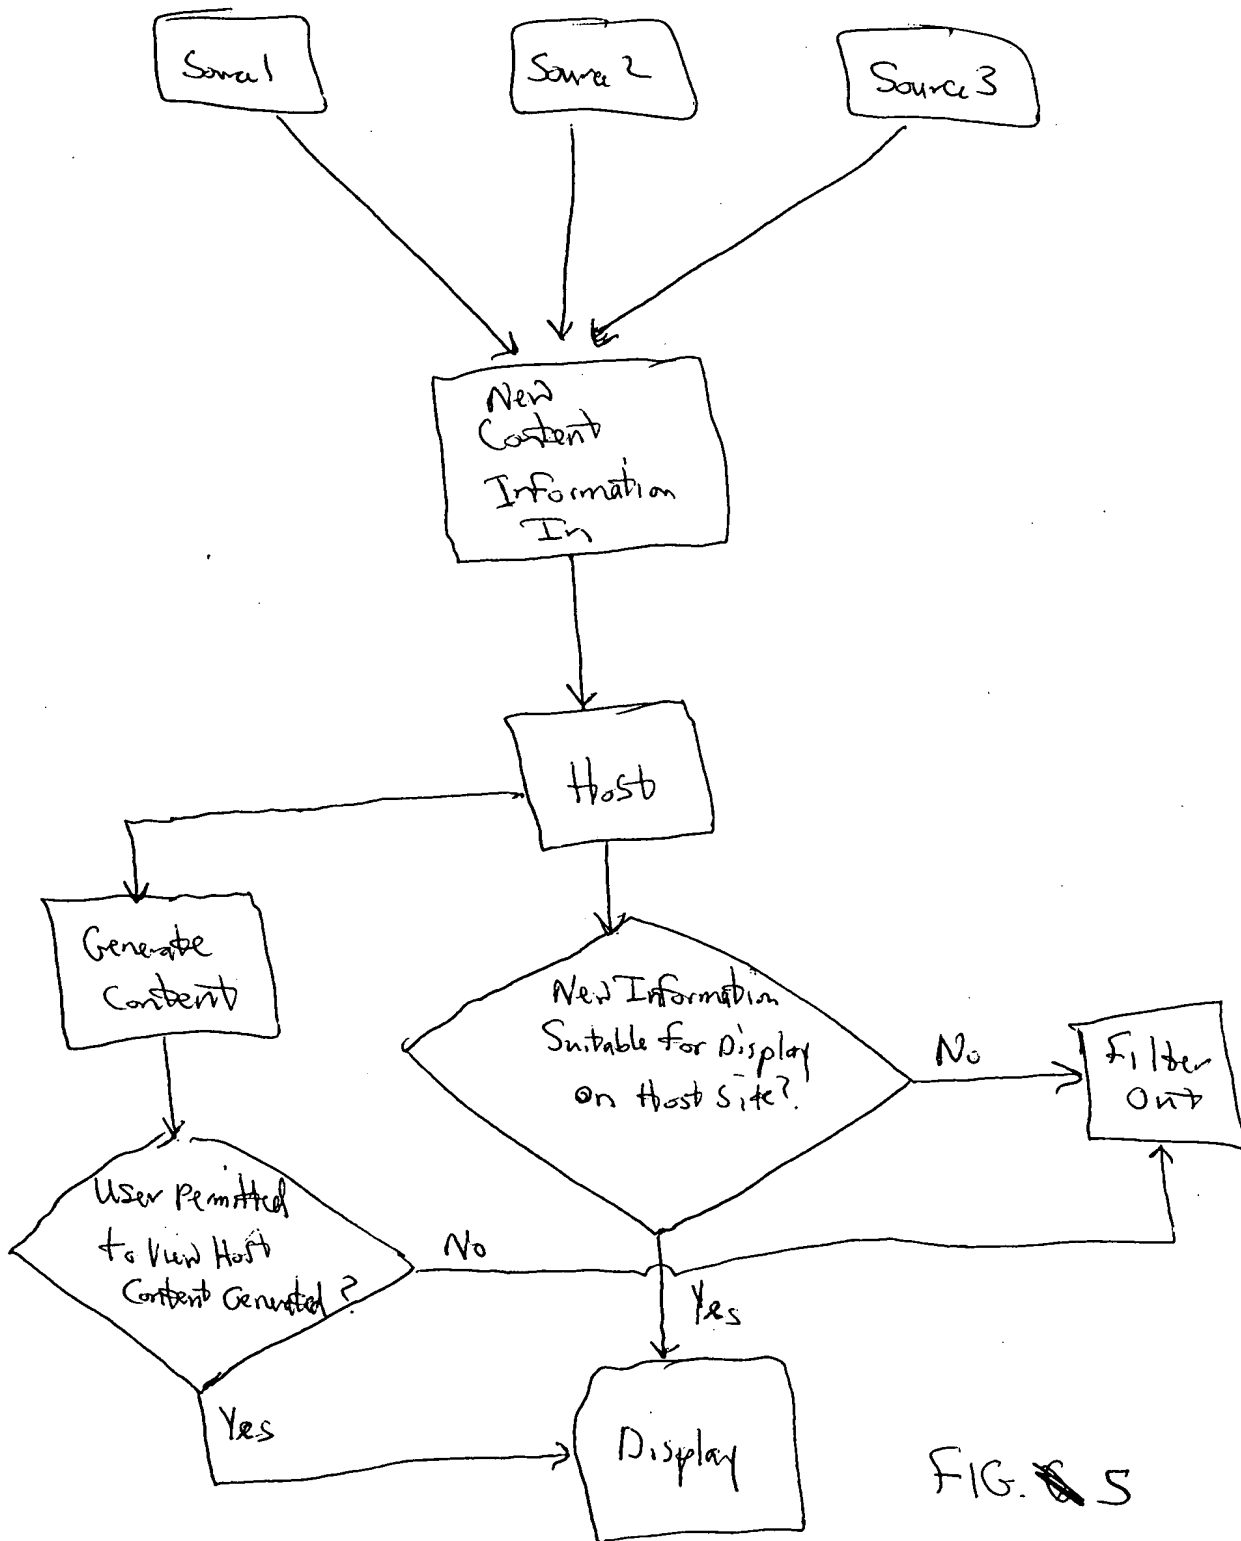 Source 1
Source 2
Source 3
New
Content
Information
In
Host
Generate
Content
New Information
Suitable for Display
on Host Site?
No
Filter
Out
User Permitted
to View Host
Content Generated?
No
Yes
Yes
Display
FIG. 5